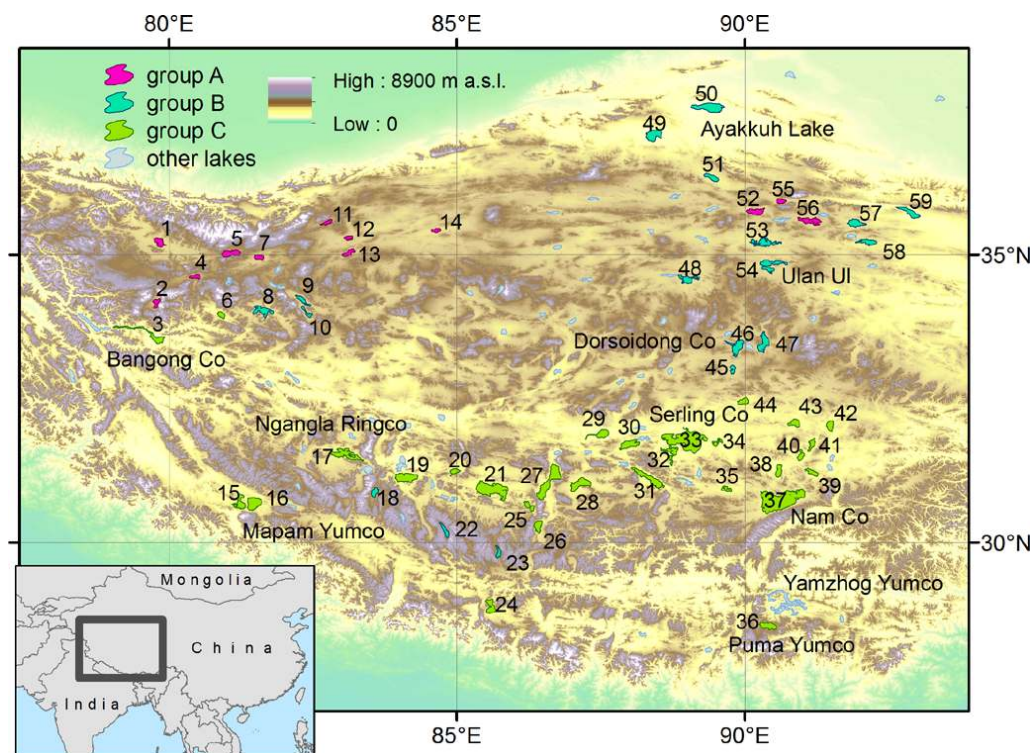 80°E 85°E 90°E
group A
group B
group C
other lakes
High : 8900 m a.s.l.
Low : 0
50
49
Ayakkuh Lake
51
52
55
56
59
57
58
53
54
Ulan Ul
48
1
5
7
11
12
13
14
4
2
6
8
9
10
3
Bangong Co
Dorsoidong Co
46
47
45
44
43
42
Ngangla Ringco
Serling Co
29
30
33
34
32
40
41
17
19
20
21
27
28
31
35
38
39
37
Nam Co
15
16
18
25
26
Mapam Yumco
22
23
24
Yamzhog Yumco
36
Puma Yumco
35°N
30°N
Mongolia
China
India
85°E 90°E